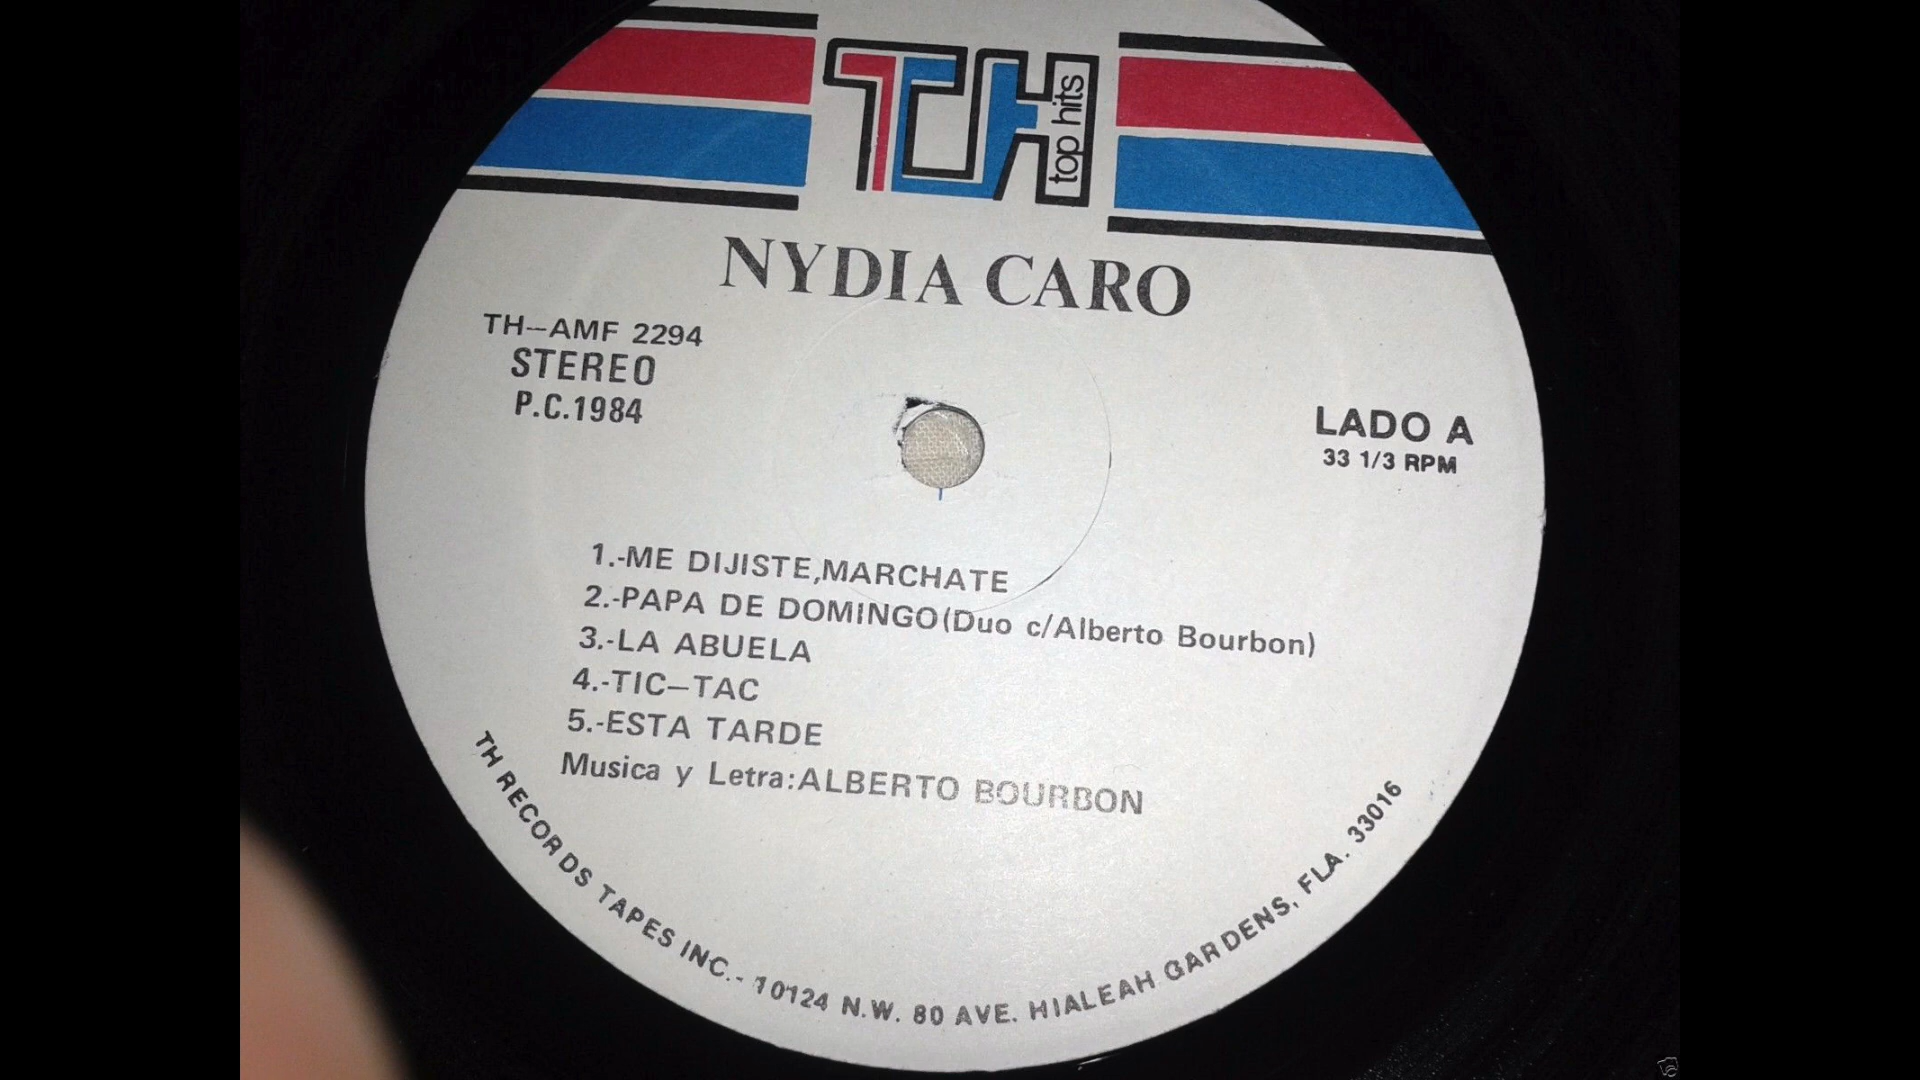 TH top hits
NYDIA CARO
TH—AMF 2294
STEREO
P.C.1984
LADO A
33 1/3 RPM
1.-ME DIJISTE,MARCHATE
2.-PAPA DE DOMINGO(Duo c/Alberto Bourbon)
3.-LA ABUELA
4.-TIC—TAC
5.-ESTA TARDE
Musica y Letra:ALBERTO BOURBON
TH RECORDS TAPES INC.- 10124 N.W. 80 AVE. HIALEAH GARDENS, FLA. 33016